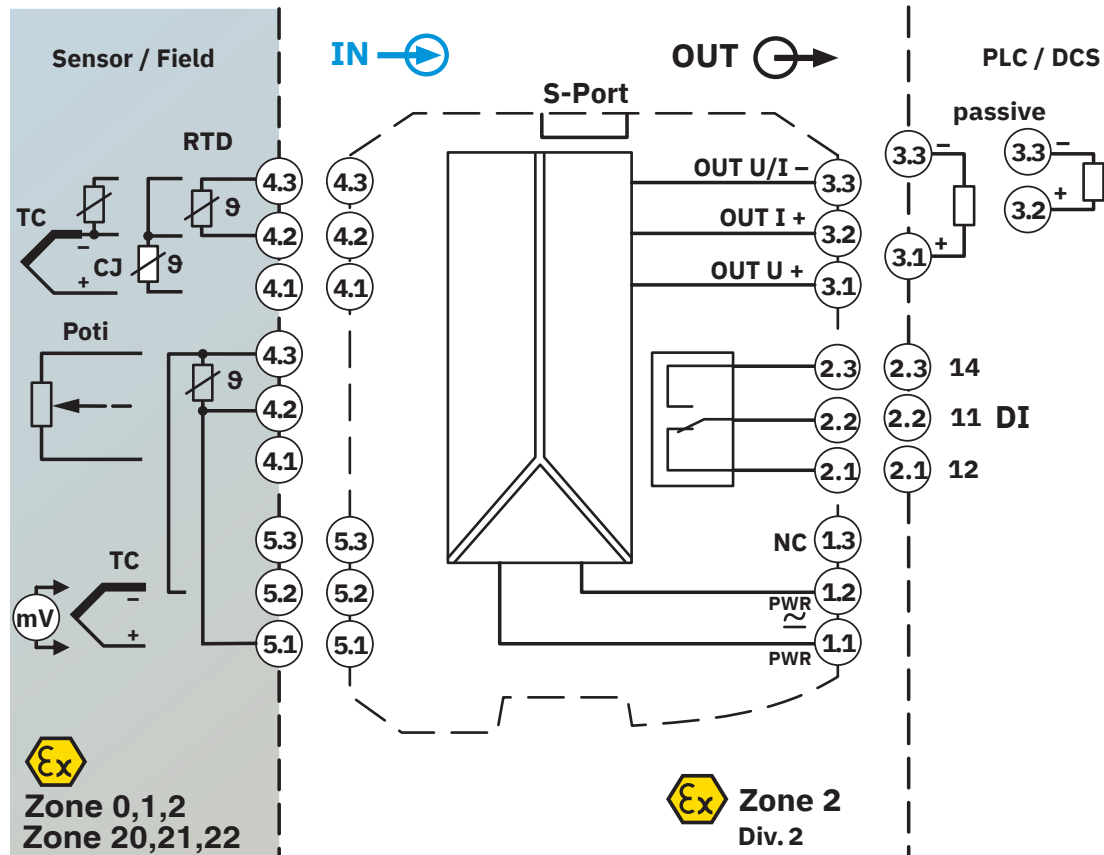 Sensor / Field
IN
OUT
PLC / DCS
S-Port
passive
RTD
TC
ϑ
–
+
CJ
ϑ
4.3
4.2
4.1
4.3
4.2
4.1
OUT U/I –
OUT I +
OUT U +
3.3
3.2
3.1
3.3
–
3.1
+
3.3
–
3.2
+
Poti
ϑ
4.3
4.2
4.1
2.3
2.2
2.1
2.3
2.2
2.1
14
11
12
DI
TC
mV
–
+
5.3
5.2
5.1
5.3
5.2
5.1
NC
1.3
PWR
1.2
PWR
1.1
Ex
Zone 0,1,2
Zone 20,21,22
Ex
Zone 2
Div. 2